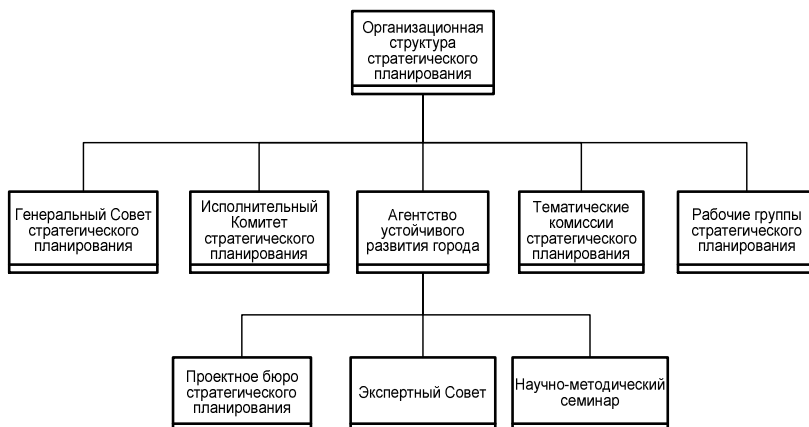 Организационная
структура
стратегического
планирования
Генеральный Совет
стратегического
планирования
Исполнительный
Комитет
стратегического
планирования
Агентство
устойчивого
развития города
Тематические
комиссии
стратегического
планирования
Рабочие группы
стратегического
планирования
Проектное бюро
стратегического
планирования
Экспертный Совет
Научно-методический
семинар